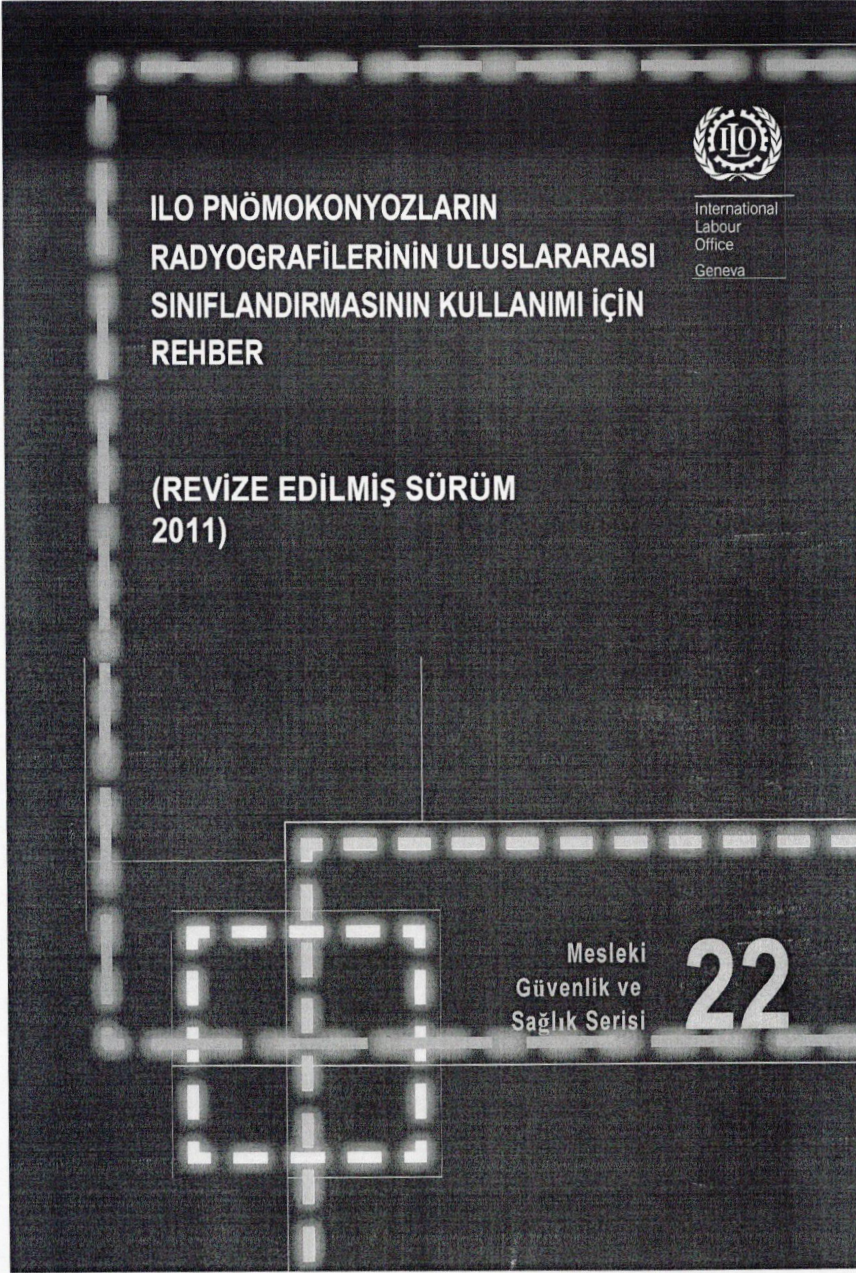 ILO PNÖMOKONYOZLARIN
RADYOGRAFİLERİNİN ULUSLARARASI
SINIFLANDIRMASININ KULLANIMI İÇİN
REHBER
(REVİZE EDİLMİŞ SÜRÜM
2011)
ILO
International
Labour
Office
Geneva
Mesleki
Güvenlik ve
Sağlık Serisi
22